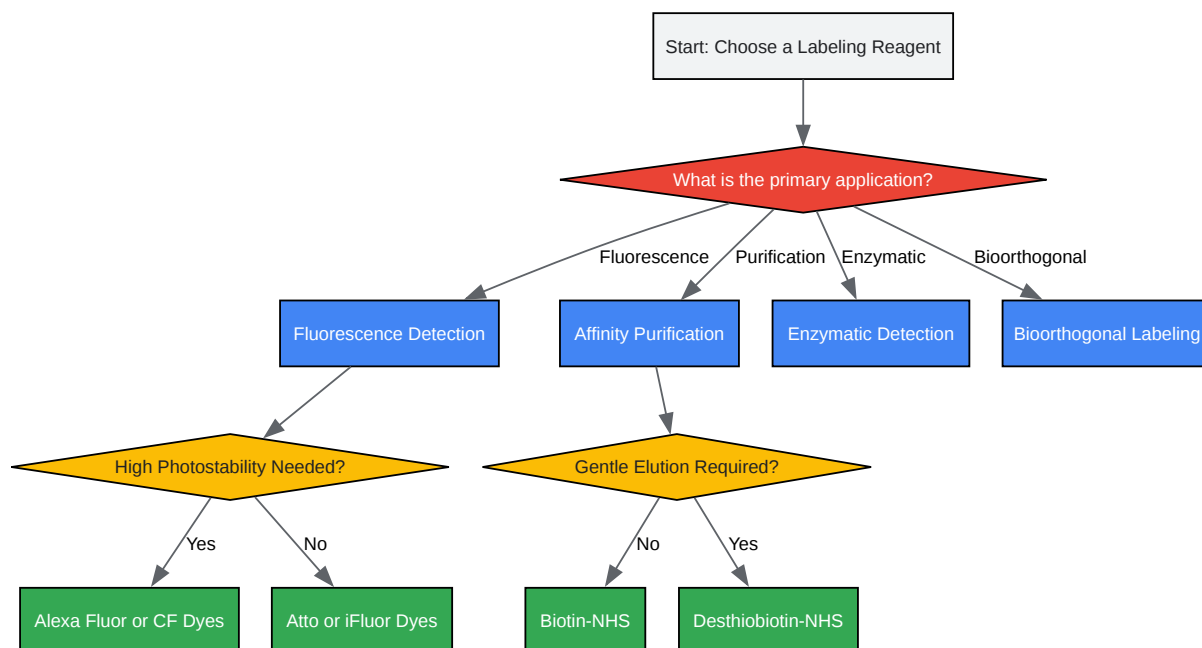 Start: Choose a Labeling Reagent
What is the primary application?
Fluorescence
Purification
Enzymatic
Bioorthogonal
Fluorescence Detection
Affinity Purification
Enzymatic Detection
Bioorthogonal Labeling
High Photostability Needed?
Gentle Elution Required?
Yes
No
No
Yes
Alexa Fluor or CF Dyes
Atto or iFluor Dyes
Biotin-NHS
Desthiobiotin-NHS